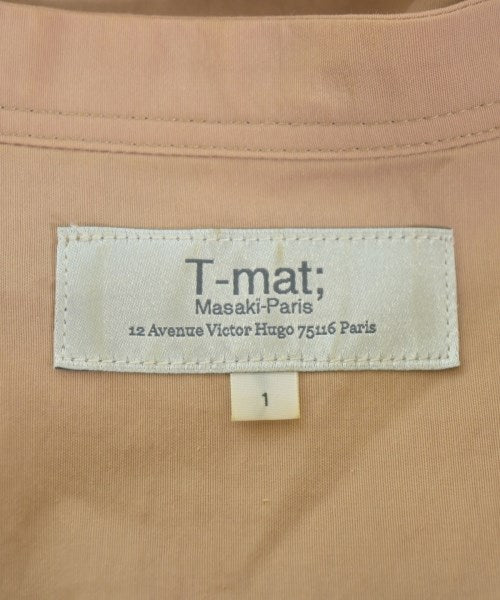 T-mat;
Masaki-Paris
12 Avenue Victor Hugo 75116 Paris
1